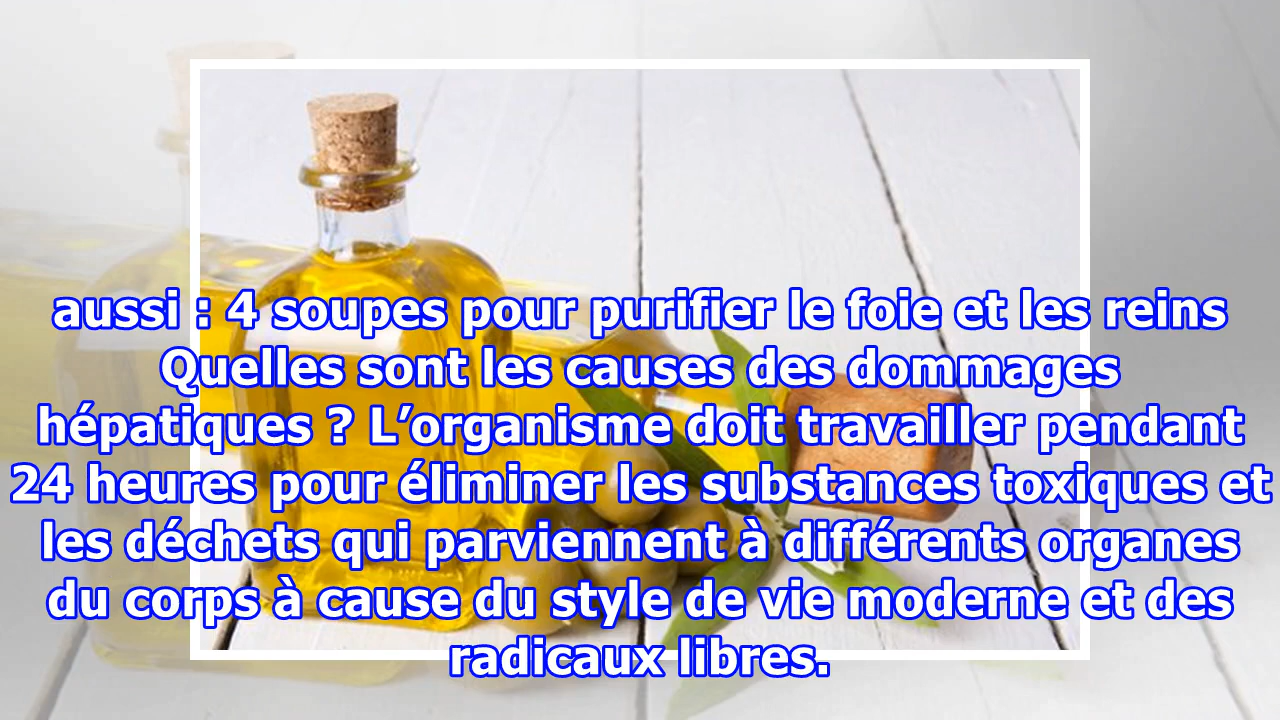 aussi : 4 soupes pour purifier le foie et les reins
Quelles sont les causes des dommages
hépatiques ? L’organisme doit travailler pendant
24 heures pour éliminer les substances toxiques et
les déchets qui parviennent à différents organes
du corps à cause du style de vie moderne et des
radicaux libres.